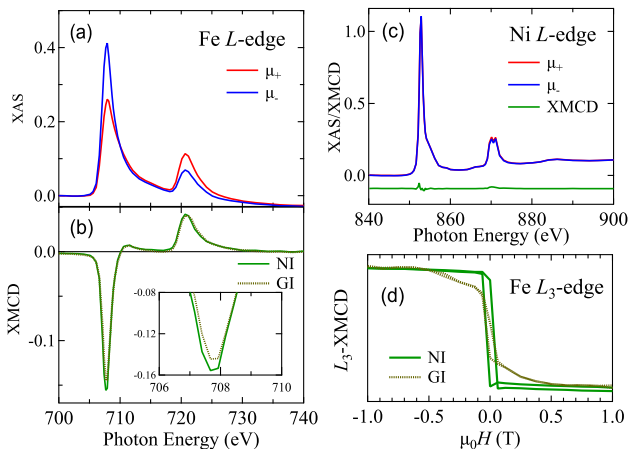 (a)
Fe L-edge
μ+
μ-
XAS
0.4
0.2
0.0
(b)
0.0
-0.1
XMCD
NI
GI
-0.08
-0.12
-0.16
706
708
710
700
710
720
730
740
Photon Energy (eV)
(c)
Ni L-edge
μ+
μ-
XMCD
XAS/XMCD
1.0
0.5
0.0
840
860
880
900
Photon Energy (eV)
(d)
Fe L3-edge
L3-XMCD
NI
GI
-1.0
-0.5
0.0
0.5
1.0
μ0H (T)